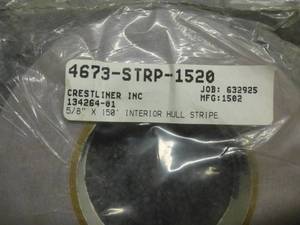 4673-STRP-1520
CRESTLINER INC JOB: 632925
134264-01 MFG:1502
5/8" X 150' INTERIOR HULL STRIPE